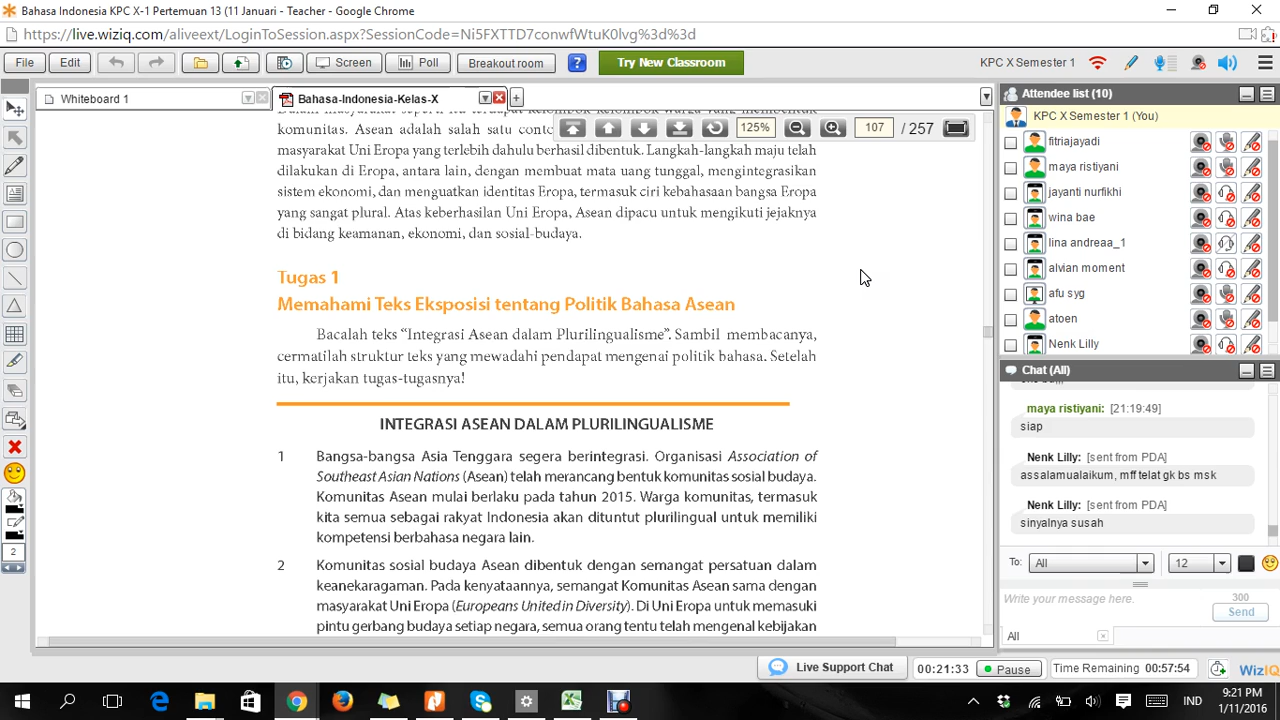 Bahasa Indonesia KPC X-1 Pertemuan 13 (11 Januari - Teacher - Google Chrome
https://live.wiziq.com/aliveext/LoginToSession.aspx?SessionCode=Ni5FXTTD7conwfWtuK0lvg%3d%3d
File Edit Screen Poll Breakout room ? Try New Classroom KPC X Semester 1
Whiteboard 1 Bahasa-Indonesia-Kelas-X
125% 107 / 257
komunitas. Asean adalah salah satu conto
masyarakat Uni Eropa yang terlebih dahulu berhasil dibentuk. Langkah-langkah maju telah
dilakukan di Eropa, antara lain, dengan membuat mata uang tunggal, mengintegrasikan
sistem ekonomi, dan menguatkan identitas Eropa, termasuk ciri kebahasaan bangsa Eropa
yang sangat plural. Atas keberhasilan Uni Eropa, Asean dipacu untuk mengikuti jejaknya
di bidang keamanan, ekonomi, dan sosial-budaya.
Tugas 1
Memahami Teks Eksposisi tentang Politik Bahasa Asean
Bacalah teks “Integrasi Asean dalam Plurilingualisme”. Sambil membacanya,
cermatilah struktur teks yang mewadahi pendapat mengenai politik bahasa. Setelah
itu, kerjakan tugas-tugasnya!
INTEGRASI ASEAN DALAM PLURILINGUALISME
1 Bangsa-bangsa Asia Tenggara segera berintegrasi. Organisasi Association of
Southeast Asian Nations (Asean) telah merancang bentuk komunitas sosial budaya.
Komunitas Asean mulai berlaku pada tahun 2015. Warga komunitas, termasuk
kita semua sebagai rakyat Indonesia akan dituntut plurilingual untuk memiliki
kompetensi berbahasa negara lain.
2 Komunitas sosial budaya Asean dibentuk dengan semangat persatuan dalam
keanekaragaman. Pada kenyataannya, semangat Komunitas Asean sama dengan
masyarakat Uni Eropa (Europeans United in Diversity). Di Uni Eropa untuk memasuki
pintu gerbang budaya setiap negara, semua orang tentu telah mengenal kebijakan
2
Attendee list (10)
KPC X Semester 1 (You)
fitriajayadi
maya ristiyani
jayanti nurfikhi
wina bae
lina andreaa_1
alvian moment
afu syg
atoen
Nenk Lilly
Chat (All)
maya ristiyani: [21:19:49]
siap
Nenk Lilly: [sent from PDA]
assalamualaikum, mff telat gk bs msk
Nenk Lilly: [sent from PDA]
sinyalnya susah
To: All 12
Write your message here. 300
Send
All
Live Support Chat 00:21:33 Pause Time Remaining 00:57:54 WizIQ
IND 9:21 PM
1/11/2016